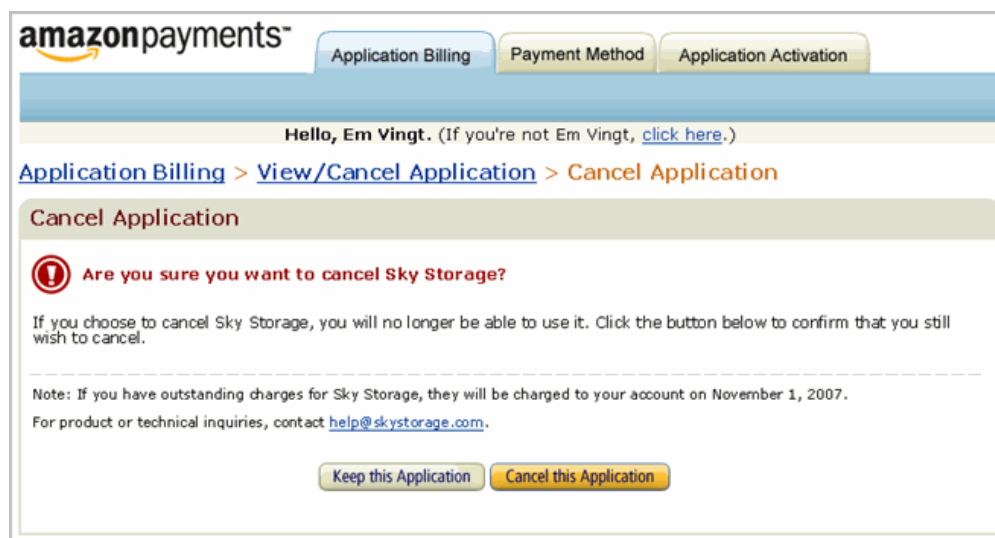 amazonpayments™
Application Billing
Payment Method
Application Activation
Hello, Em Vingt. (If you're not Em Vingt, click here.)
Application Billing > View/Cancel Application > Cancel Application
Cancel Application
Are you sure you want to cancel Sky Storage?
If you choose to cancel Sky Storage, you will no longer be able to use it. Click the button below to confirm that you still
wish to cancel.
Note: If you have outstanding charges for Sky Storage, they will be charged to your account on November 1, 2007.
For product or technical inquiries, contact help@skystorage.com.
Keep this Application
Cancel this Application